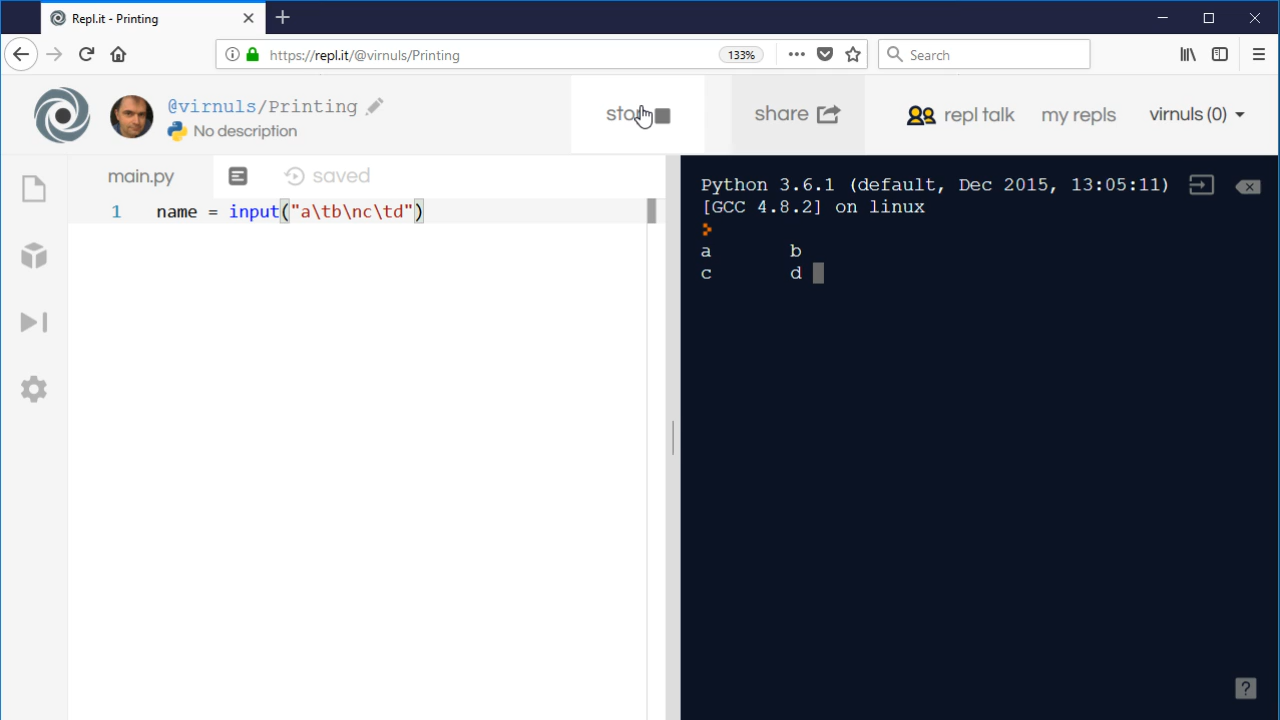 Repl.it - Printing
https://repl.it/@virnuls/Printing
133%
Search
@virnuls/Printing
No description
share
repl talk
my repls
virnuls (0)
main.py
saved
1 name = input("a\tb\nc\td")
Python 3.6.1 (default, Dec 2015, 13:05:11)
[GCC 4.8.2] on linux
a b
c d
?